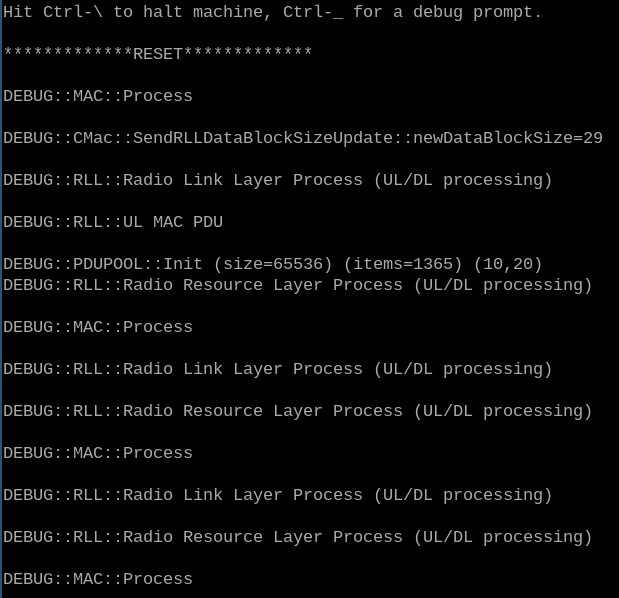 Hit Ctrl-\ to halt machine, Ctrl-_ for a debug prompt.
*************RESET*************
DEBUG::MAC::Process
DEBUG::CMac::SendRLLDataBlockSizeUpdate::newDataBlockSize=29
DEBUG::RLL::Radio Link Layer Process (UL/DL processing)
DEBUG::RLL::UL MAC PDU
DEBUG::PDUPOOL::Init (size=65536) (items=1365) (10,20)
DEBUG::RLL::Radio Resource Layer Process (UL/DL processing)
DEBUG::MAC::Process
DEBUG::RLL::Radio Link Layer Process (UL/DL processing)
DEBUG::RLL::Radio Resource Layer Process (UL/DL processing)
DEBUG::MAC::Process
DEBUG::RLL::Radio Link Layer Process (UL/DL processing)
DEBUG::RLL::Radio Resource Layer Process (UL/DL processing)
DEBUG::MAC::Process